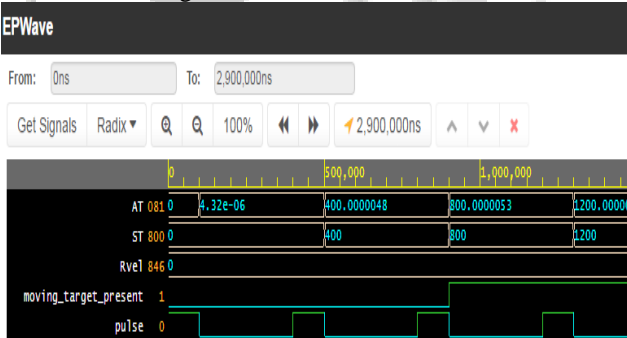 EPWave
From: 0ns To: 2,900,000ns
Get Signals Radix▾ 100% 2,900,000ns
0 500,000 1,000,000
AT 081 0 4.32e-06 400.0000048 800.0000053 1200.0000
ST 800 0 400 800 1200
Rvel 846 0
moving_target_present 1
pulse 0